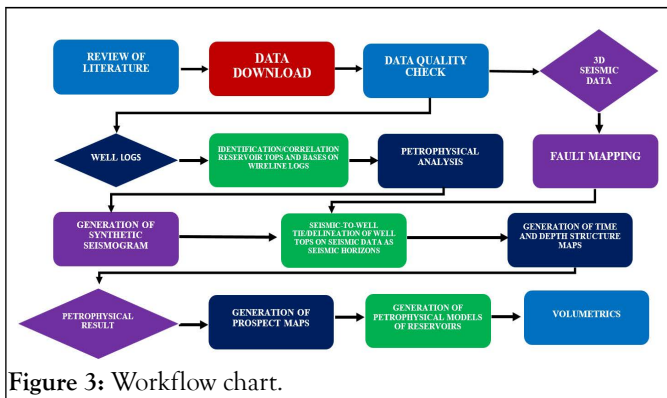 REVIEW OF
LITERATURE
DATA
DOWNLOAD
DATA QUALITY
CHECK
3D
SEISMIC
DATA
WELL LOGS
IDENTIFICATION/CORRELATION
RESERVOIR TOPS AND BASES ON
WIRELINE LOGS
PETROPHYSICAL
ANALYSIS
FAULT MAPPING
GENERATION OF
SYNTHETIC
SEISMOGRAM
SEISMIC-TO-WELL
TIE/DELINEATION OF WELL
TOPS ON SEISMIC DATA AS
SEISMIC HORIZONS
GENERATION OF TIME
AND DEPTH STRUCTURE
MAPS
PETROPHYSICAL
RESULT
GENERATION OF
PROSPECT MAPS
GENERATION OF
PETROPHYSICAL MODELS
OF RESERVOIRS
VOLUMETRICS
Figure 3: Workflow chart.